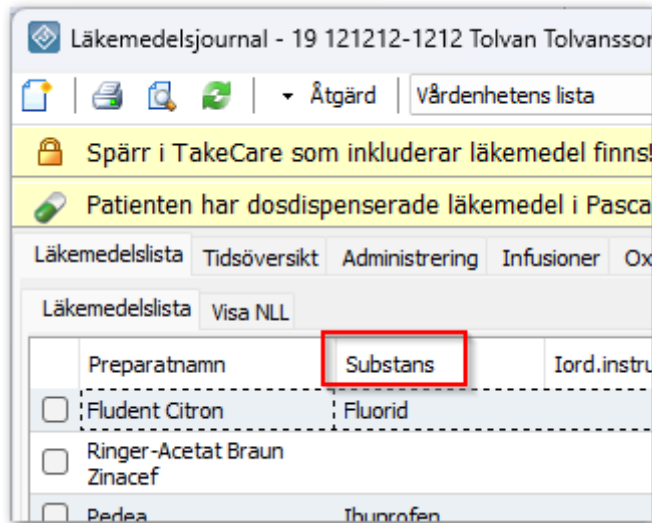 Läkemedelsjournal - 19 121212-1212 Tolvan Tolvansson
Åtgärd Vårdenhetens lista
Spärr i TakeCare som inkluderar läkemedel finns!
Patienten har dosdispenserade läkemedel i Pasca
Läkemedelslista Tidsöversikt Administrering Infusioner Ox
Läkemedelslista Visa NLL
Preparatnamn Substans Iord.instru
Fludent Citron Fluorid
Ringer-Acetat Braun
Zinacef
Pedea Ibuprofen